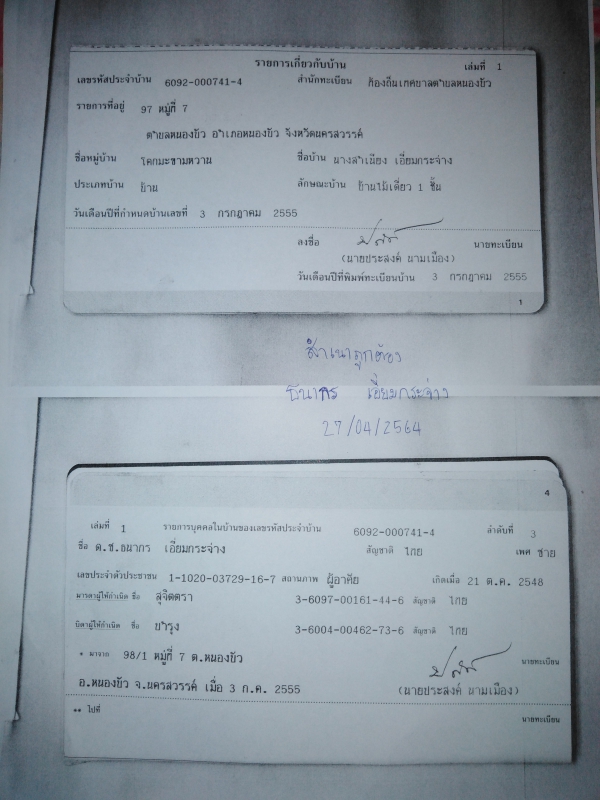 รายการเกี่ยวกับบ้าน เล่มที่ 1
เลขรหัสประจำบ้าน 6092-000741-4 สำนักทะเบียน ท้องถิ่นเทศบาลตำบลหนองบัว
รายการที่อยู่ 97 หมู่ที่ 7
ตำบลหนองบัว อำเภอหนองบัว จังหวัดนครสวรรค์
ชื่อหมู่บ้าน โคกมะขามหวาน ชื่อบ้าน นางสำเนียง เอี่ยมกระจ่าง
ประเภทบ้าน บ้าน ลักษณะบ้าน บ้านไม้เดี่ยว 1 ชั้น
วันเดือนปีที่กำหนดบ้านเลขที่ 3 กรกฎาคม 2555
ลงชื่อ นายทะเบียน
(นายประสงค์ นามเมือง)
วันเดือนปีที่พิมพ์ทะเบียนบ้าน 3 กรกฎาคม 2555
1
สำเนาถูกต้อง
ธนากร เอี่ยมกระจ่าง
27/04/2564
4
เล่มที่ 1 รายการบุคคลในบ้านของเลขรหัสประจำบ้าน 6092-000741-4 ลำดับที่ 3
ชื่อ ด.ช.ธนากร เอี่ยมกระจ่าง สัญชาติ ไทย เพศ ชาย
เลขประจำตัวประชาชน 1-1020-03729-16-7 สถานภาพ ผู้อาศัย เกิดเมื่อ 21 ต.ค. 2548
มารดาผู้ให้กำเนิด ชื่อ สุจิตตรา 3-6097-00161-44-6 สัญชาติ ไทย
บิดาผู้ให้กำเนิด ชื่อ บำรุง 3-6004-00462-73-6 สัญชาติ ไทย
* มาจาก 98/1 หมู่ที่ 7 ต.หนองบัว
อ.หนองบัว จ.นครสวรรค์ เมื่อ 3 ก.ค. 2555 นายทะเบียน
(นายประสงค์ นามเมือง)
** ไปที่
นายทะเบียน